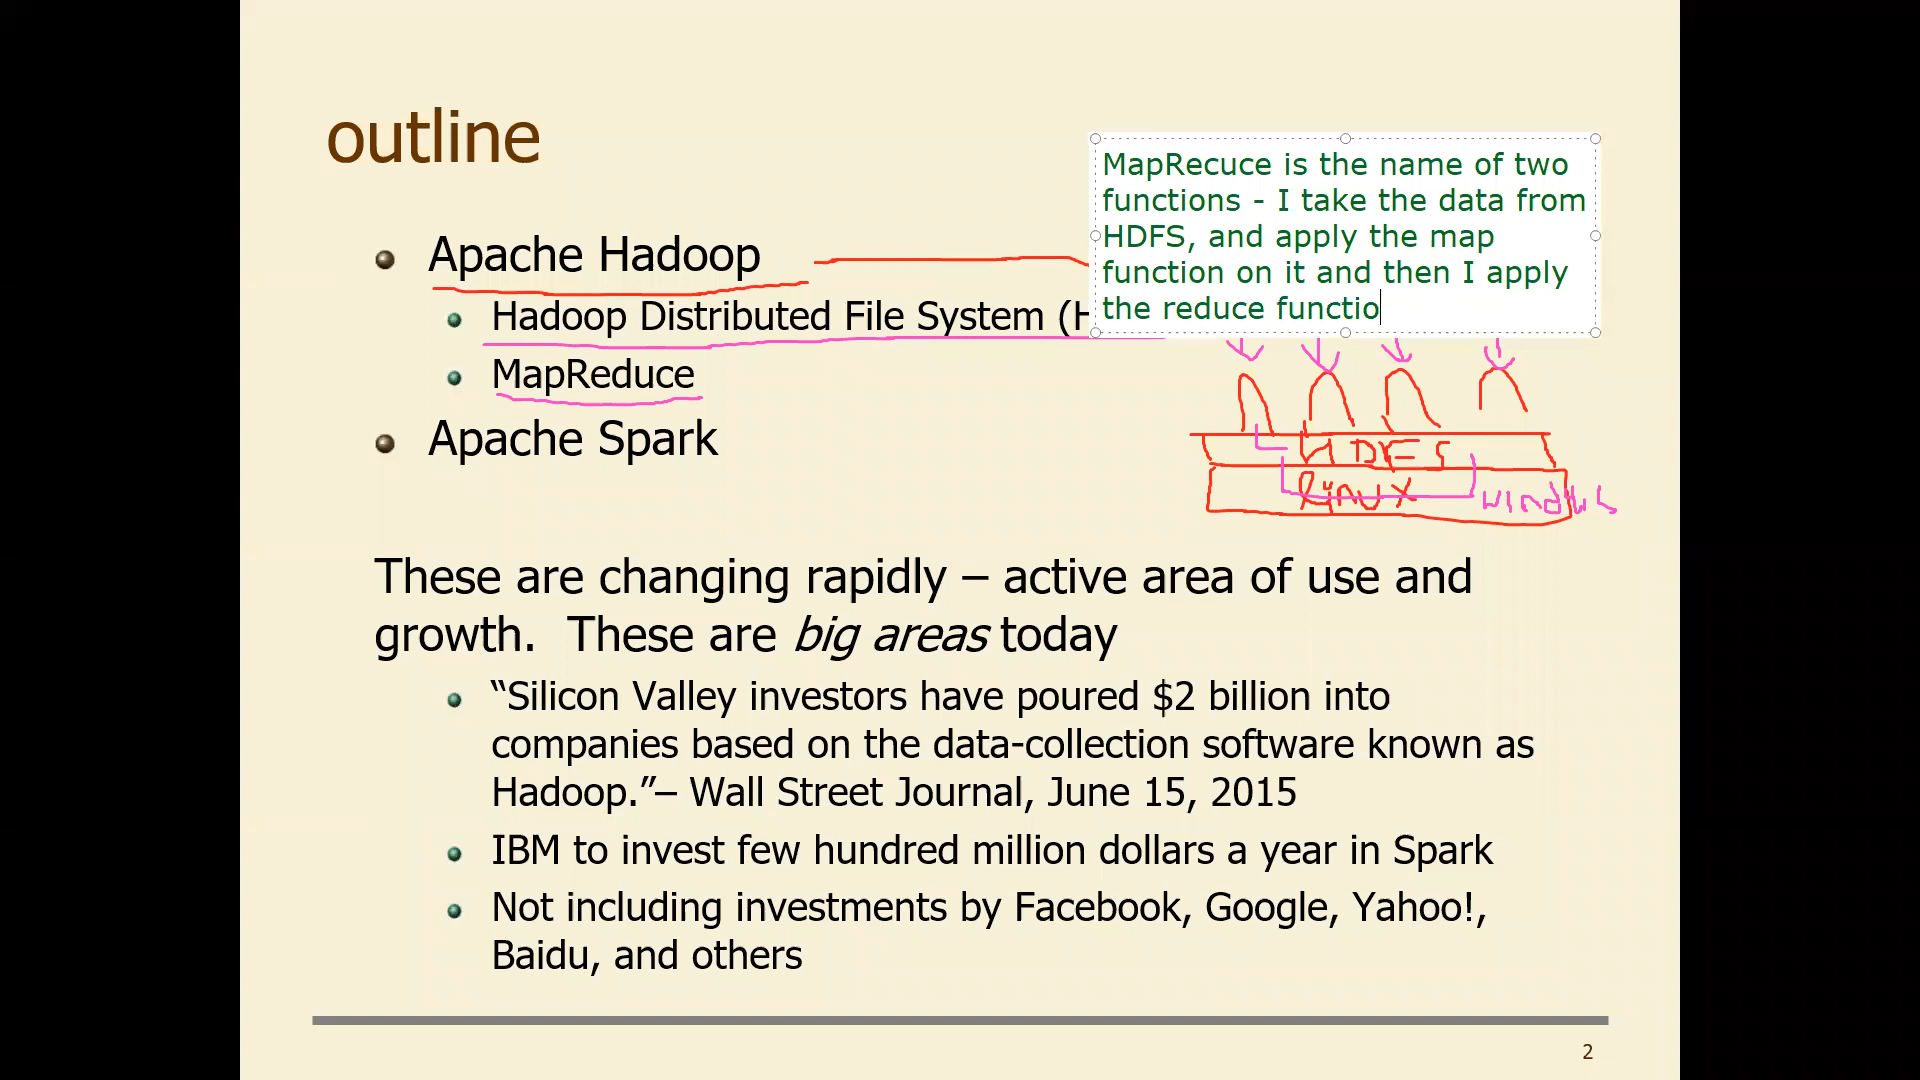 outline
MapRecuce is the name of two
functions - I take the data from
HDFS, and apply the map
function on it and then I apply
the reduce functio
Apache Hadoop
Hadoop Distributed File System (H
MapReduce
Apache Spark
HDFS
linux
windows
These are changing rapidly – active area of use and
growth.  These are big areas today
“Silicon Valley investors have poured $2 billion into
companies based on the data-collection software known as
Hadoop.”– Wall Street Journal, June 15, 2015
IBM to invest few hundred million dollars a year in Spark
Not including investments by Facebook, Google, Yahoo!,
Baidu, and others
2